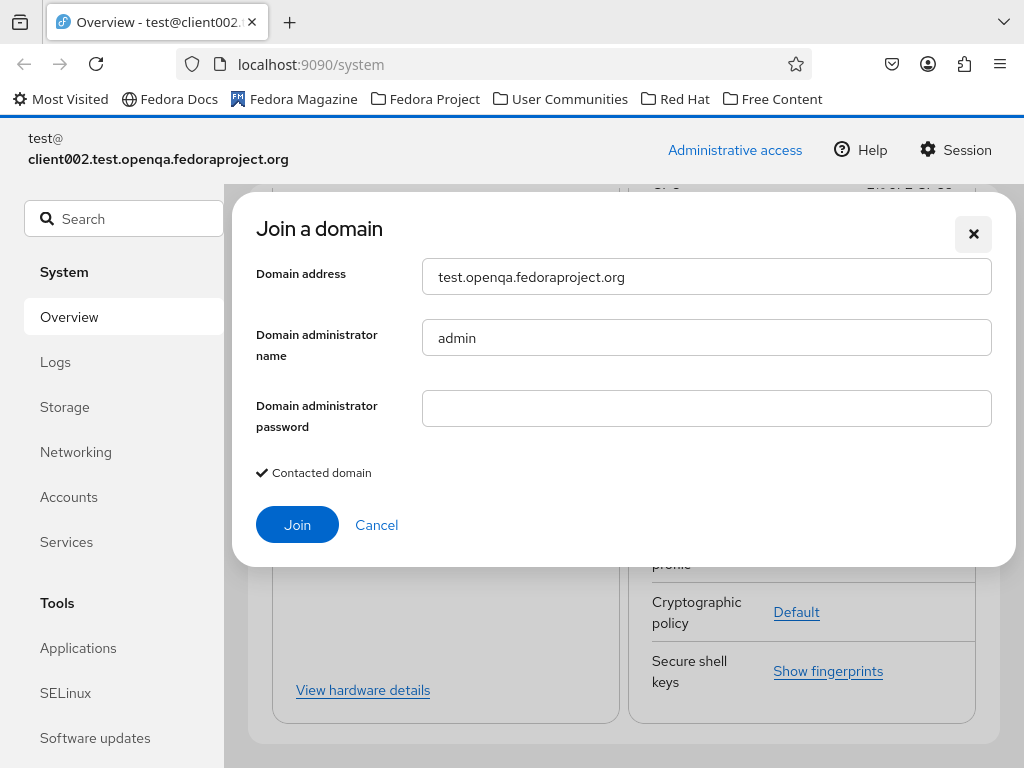 Overview - test@client002.
localhost:9090/system
Most Visited
Fedora Docs
Fedora Magazine
Fedora Project
User Communities
Red Hat
Free Content
test@
client002.test.openqa.fedoraproject.org
Administrative access
Help
Session
Search
System
Overview
Logs
Storage
Networking
Accounts
Services
Tools
Applications
SELinux
Software updates
Join a domain
Domain address
test.openqa.fedoraproject.org
Domain administrator
name
admin
Domain administrator
password
Contacted domain
Join
Cancel
profile
Cryptographic
policy
Default
Secure shell
keys
Show fingerprints
View hardware details